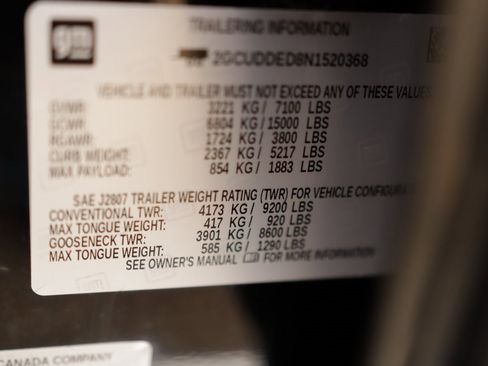 gm
TRAILERING INFORMATION
2GCUDDED8N1520368
VEHICLE AND TRAILER MUST NOT EXCEED ANY OF THESE VALUES
GVWR: 3221 KG / 7100 LBS
GCWR: 6804 KG / 15000 LBS
RGAWR: 1724 KG / 3800 LBS
CURB WEIGHT: 2367 KG / 5217 LBS
MAX PAYLOAD: 854 KG / 1883 LBS
SAE J2807 TRAILER WEIGHT RATING (TWR) FOR VEHICLE
CONVENTIONAL TWR: 4173 KG / 9200 LBS
MAX TONGUE WEIGHT: 417 KG / 920 LBS
GOOSENECK TWR: 3901 KG / 8600 LBS
MAX TONGUE WEIGHT: 585 KG / 1290 LBS
SEE OWNER'S MANUAL FOR MORE INFORMATION
CANADA COMPANY